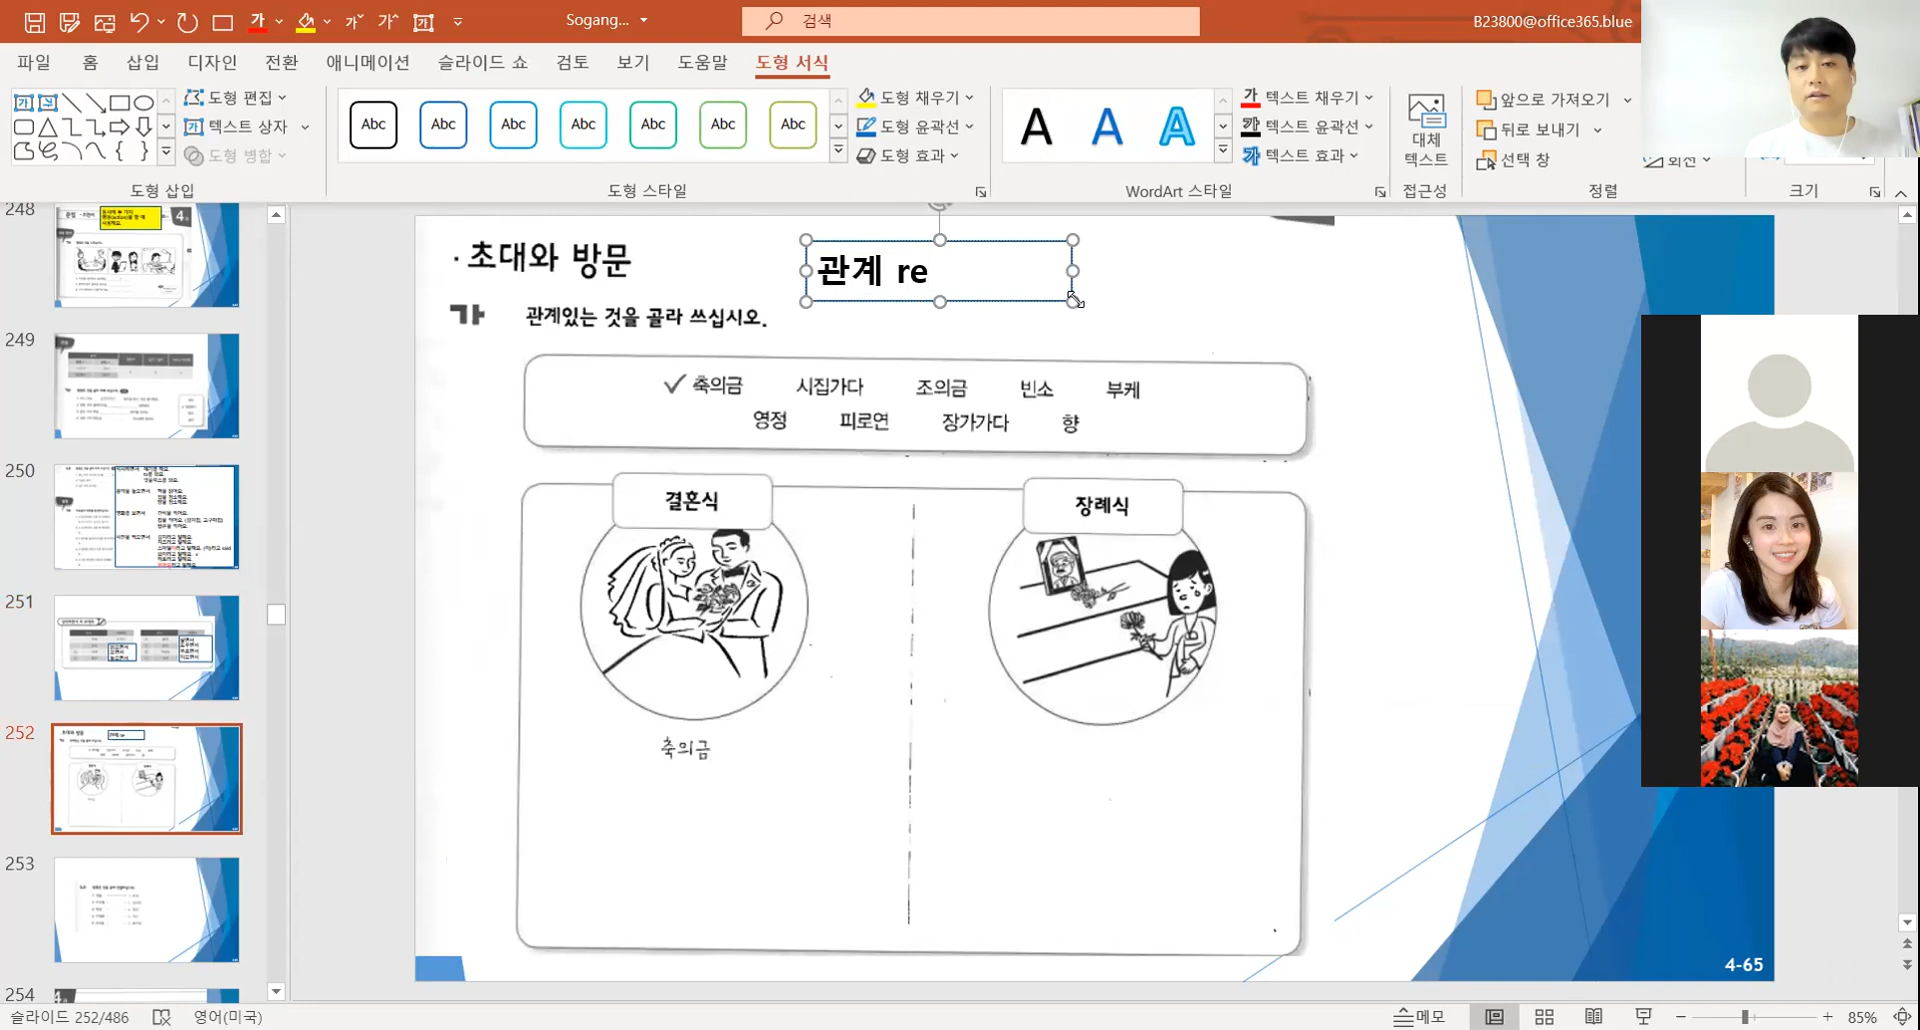 Sogang...
검색
B23800@office365.blue
파일 홈 삽입 디자인 전환 애니메이션 슬라이드 쇼 검토 보기 도움말 도형 서식
도형 편집
텍스트 상자
도형 병합
도형 삽입
Abc Abc Abc Abc Abc Abc Abc
도형 채우기
도형 윤곽선
도형 효과
도형 스타일
A A A
텍스트 채우기
텍스트 윤곽선
텍스트 효과
WordArt 스타일
대체
텍스트
접근성
앞으로 가져오기
뒤로 보내기
선택 창
회전
정렬
크기
248
249
250
251
252
253
254
· 초대와 방문
관계 re
가 관계있는 것을 골라 쓰십시오.
✓ 축의금 시집가다 조의금 빈소 부케
영정 피로연 장가가다 향
결혼식 장례식
축의금
4-65
슬라이드 252/486 영어(미국)
메모
85%